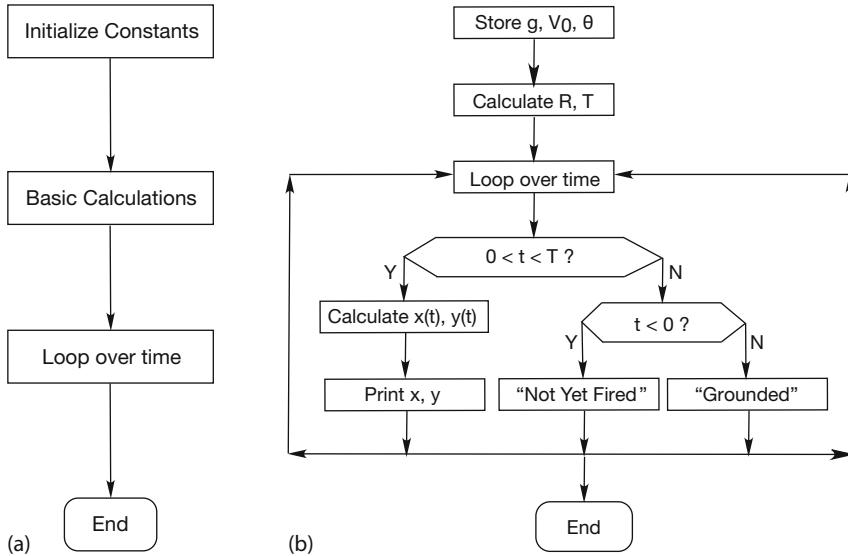 Initialize Constants
Basic Calculations
Loop over time
End
(a)
Store g, V0, θ
Calculate R, T
Loop over time
0 < t < T ?
Y
N
Calculate x(t), y(t)
t < 0 ?
Y
N
Print x, y
“Not Yet Fired”
“Grounded”
End
(b)